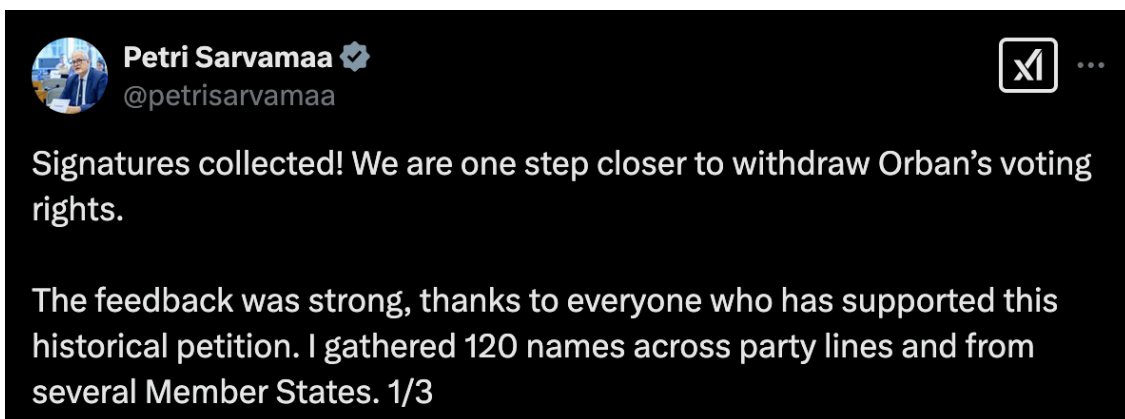 Petri Sarvamaa
@petrisarvamaa
Signatures collected! We are one step closer to withdraw Orban’s voting
rights.
The feedback was strong, thanks to everyone who has supported this
historical petition. I gathered 120 names across party lines and from
several Member States. 1/3